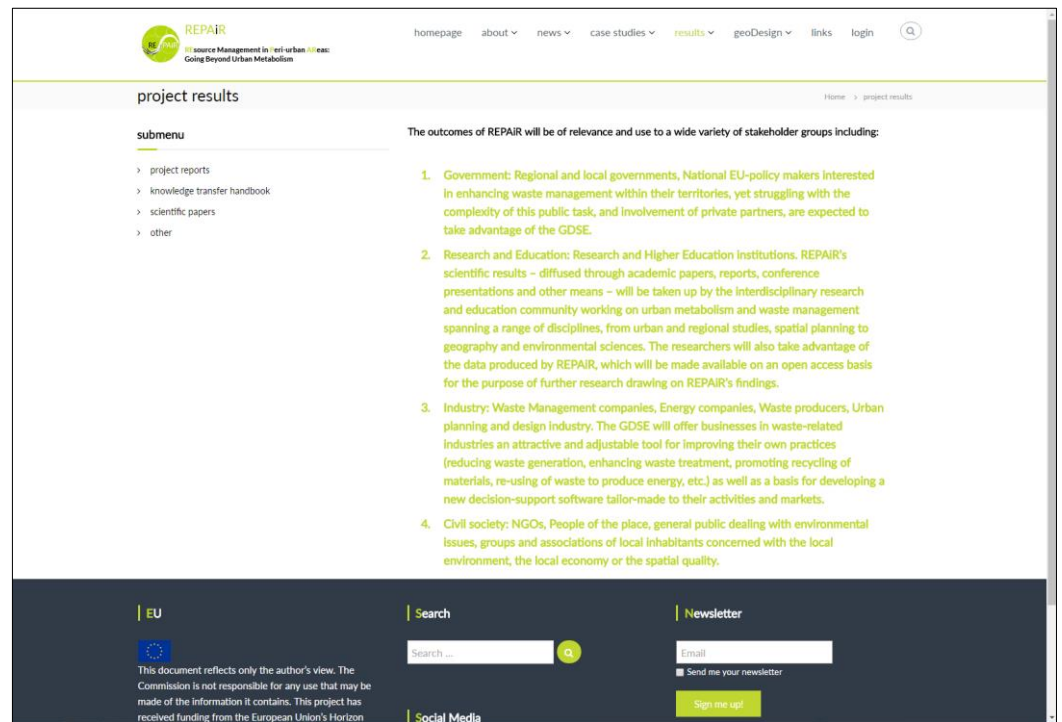 REPAiR
REsource Management in Peri-urban AReas:
Going Beyond Urban Metabolism
homepage about news case studies results geoDesign links login
project results
Home > project results
submenu
> project reports
> knowledge transfer handbook
> scientific papers
> other
The outcomes of REPAiR will be of relevance and use to a wide variety of stakeholder groups including:
1. Government: Regional and local governments, National EU-policy makers interested
in enhancing waste management within their territories, yet struggling with the
complexity of this public task, and involvement of private partners, are expected to
take advantage of the GDSE.
2. Research and Education: Research and Higher Education institutions. REPAiR's
scientific results – diffused through academic papers, reports, conference
presentations and other means – will be taken up by the interdisciplinary research
and education community working on urban metabolism and waste management
spanning a range of disciplines, from urban and regional studies, spatial planning to
geography and environmental sciences. The researchers will also take advantage of
the data produced by REPAiR, which will be made available on an open access basis
for the purpose of further research drawing on REPAiR's findings.
3. Industry: Waste Management companies, Energy companies, Waste producers, Urban
planning and design industry. The GDSE will offer businesses in waste-related
industries an attractive and adjustable tool for improving their own practices
(reducing waste generation, enhancing waste treatment, promoting recycling of
materials, re-using of waste to produce energy, etc.) as well as a basis for developing a
new decision-support software tailor-made to their activities and markets.
4. Civil society: NGOs, People of the place, general public dealing with environmental
issues, groups and associations of local inhabitants concerned with the local
environment, the local economy or the spatial quality.
EU
This document reflects only the author's view. The
Commission is not responsible for any use that may be
made of the information it contains. This project has
received funding from the European Union's Horizon
Search
Search ...
Social Media
Newsletter
Email
Send me your newsletter
Sign me up!